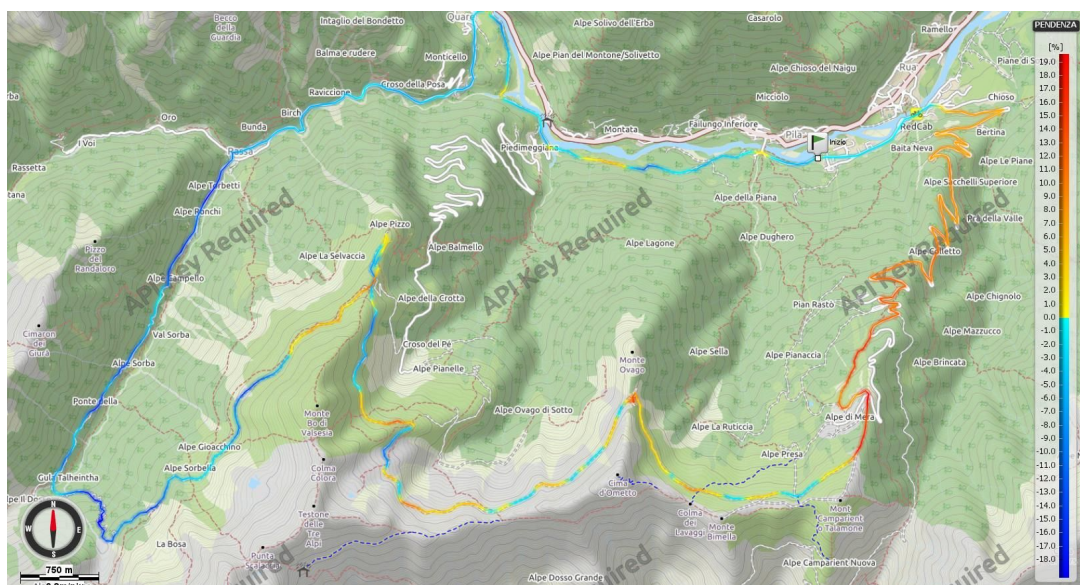 Becco
della
Guardia
Intaglio del Bondetto
Quar
Alpe Solivo dell'Erba
Casarolo
Ramello
PENDENZA
[%]
Balma e rudere
Monticello
Alpe Pian del Montone/Solivetto
Alpe Chioso del Naigu
Rua
Piane di S
Croso della Posa
Raviccione
Micciolo
Chioso
Birch
Oro
Bunda
Montata
Failungo Inferiore
Pila
Inizio
RedCab
Bertina
I Voi
Rassa
Piedimeggiana
Baita Neva
Alpe Le Piane
Rassetta
tana
Alpe Torbetti
Alpe Sacchelli Superiore
Alpe Ronchi
Alpe della Piana
Pra della Valle
Alpe Pizzo
Pizzo
del
Randaioro
Alpe La Selvaccia
Alpe Balmello
Alpe Lagone
Alpe Dughero
Alpe Colletto
Alpe Campello
Alpe della Crotta
Pian Rastò
Alpe Chignolo
Cimaron
dei
Giurà
Val Sorba
Alpe Mazzucco
Croso del Pé
Alpe Sella
Alpe Pianaccia
Alpe Sorba
Alpe Pianelle
Monte
Ovago
Alpe Brincata
Ponte della
Monte
Bo di
Valsesia
Alpe Ovago di Sotto
Alpe di Mera
Alpe La Ruticcia
Alpe Gioacchino
Alpe Presa
Gula Talheintha
Alpe Sorbella
Colma
Colora
Cima
d'Ometto
Alpe Il Do
Testone
delle
Tre
Alpi
Colma
dei
Lavaggi
Monte
Bimella
Mont
Camparient
o Talamone
La Bosa
Punta
Alpe Camparient Nuova
Alpe Dosso Grande
N
W
E
S
750 m
API Key Required
API Key Required
API Key Required
19.0
16.0
15.0
14.0
13.0
12.0
11.0
10.0
9.0
8.0
7.0
6.0
5.0
4.0
3.0
2.0
1.0
0.0
-1.0
-2.0
-3.0
-4.0
-5.0
-6.0
-7.0
-8.0
-9.0
-10.0
-11.0
-12.0
-13.0
-14.0
-15.0
-16.0
-17.0
-18.0